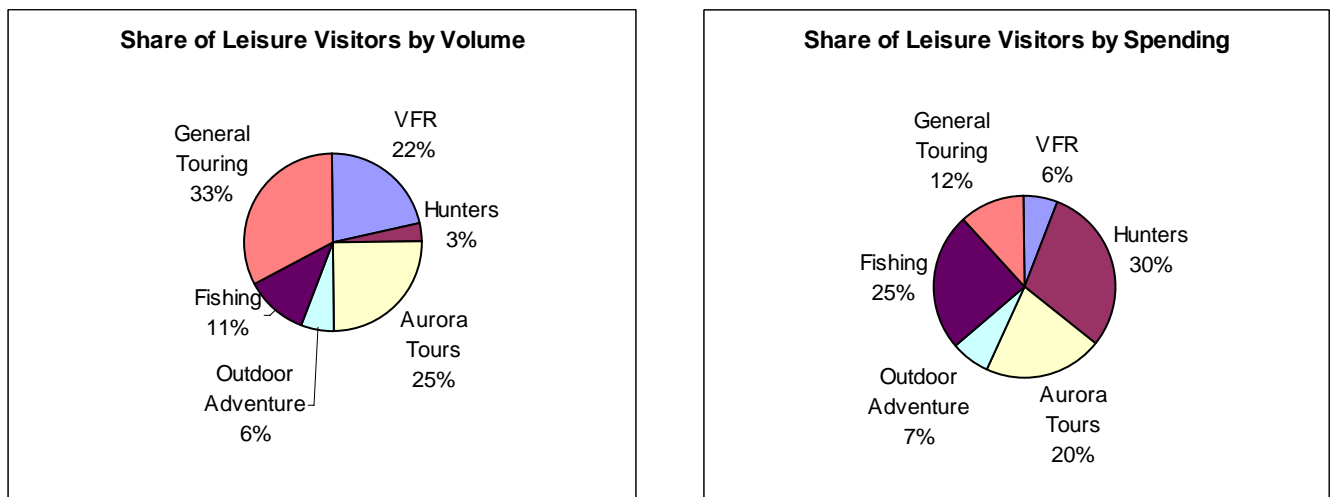 Share of Leisure Visitors by Volume
VFR
22%
Hunters
3%
Aurora
Tours
25%
Outdoor
Adventure
6%
Fishing
11%
General
Touring
33%
Share of Leisure Visitors by Spending
VFR
6%
Hunters
30%
Aurora
Tours
20%
Outdoor
Adventure
7%
Fishing
25%
General
Touring
12%